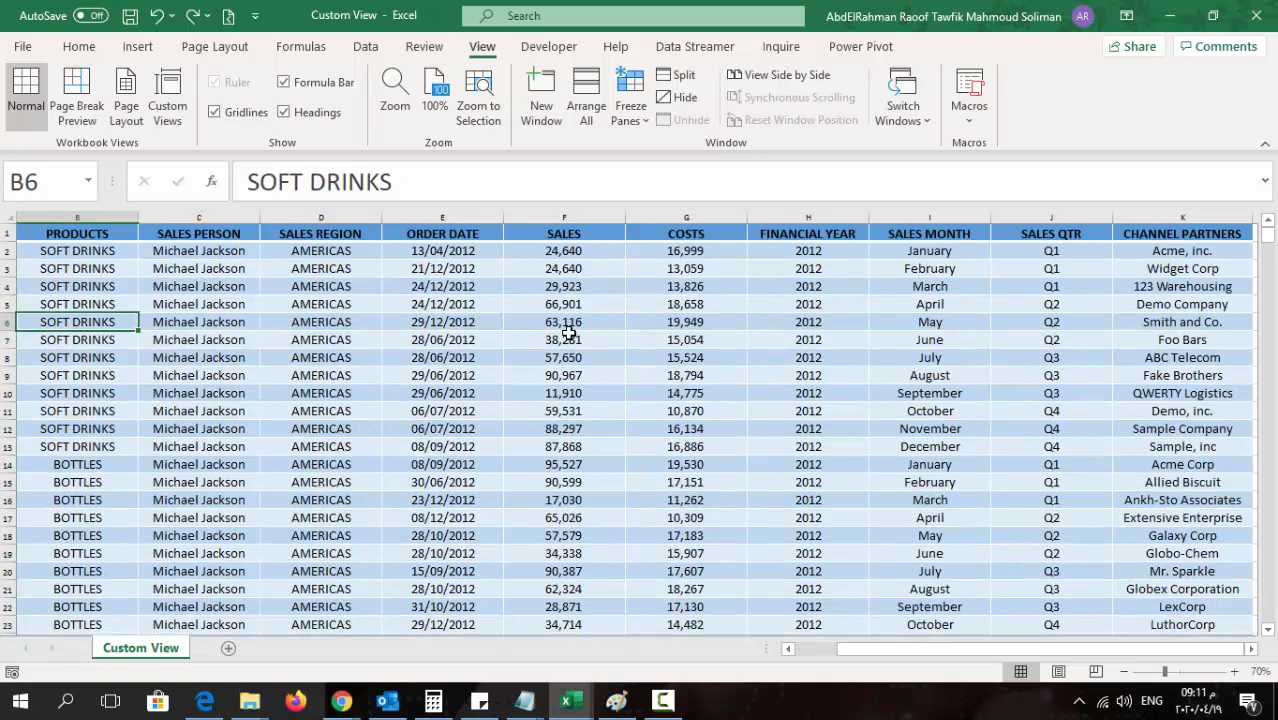 AutoSave Off Custom View - Excel Search AbdElRahman Raoof Tawfik Mahmoud Soliman AR
File Home Insert Page Layout Formulas Data Review View Developer Help Data Streamer Inquire Power Pivot Share Comments
Normal Page Break Preview Page Layout Custom Views
Workbook Views
Ruler Formula Bar
Gridlines Headings
Show
Zoom 100% Zoom to Selection
Zoom
New Window Arrange All Freeze Panes
Split
Hide
Unhide
View Side by Side
Synchronous Scrolling
Reset Window Position
Switch Windows
Window
Macros
Macros
B6 fx SOFT DRINKS
B C D E F G H I J K
1 PRODUCTS SALES PERSON SALES REGION ORDER DATE SALES COSTS FINANCIAL YEAR SALES MONTH SALES QTR CHANNEL PARTNERS
2 SOFT DRINKS Michael Jackson AMERICAS 13/04/2012 24,640 16,999 2012 January Q1 Acme, inc.
3 SOFT DRINKS Michael Jackson AMERICAS 21/12/2012 24,640 13,059 2012 February Q1 Widget Corp
4 SOFT DRINKS Michael Jackson AMERICAS 24/12/2012 29,923 13,826 2012 March Q1 123 Warehousing
5 SOFT DRINKS Michael Jackson AMERICAS 24/12/2012 66,901 18,658 2012 April Q2 Demo Company
6 SOFT DRINKS Michael Jackson AMERICAS 29/12/2012 63,116 19,949 2012 May Q2 Smith and Co.
7 SOFT DRINKS Michael Jackson AMERICAS 28/06/2012 15,054 2012 June Q2 Foo Bars
8 SOFT DRINKS Michael Jackson AMERICAS 28/06/2012 57,650 15,524 2012 July Q3 ABC Telecom
9 SOFT DRINKS Michael Jackson AMERICAS 29/06/2012 90,967 18,794 2012 August Q3 Fake Brothers
10 SOFT DRINKS Michael Jackson AMERICAS 29/06/2012 11,910 14,775 2012 September Q3 QWERTY Logistics
11 SOFT DRINKS Michael Jackson AMERICAS 06/07/2012 59,531 10,870 2012 October Q4 Demo, inc.
12 SOFT DRINKS Michael Jackson AMERICAS 06/07/2012 88,297 16,134 2012 November Q4 Sample Company
13 SOFT DRINKS Michael Jackson AMERICAS 08/09/2012 87,868 16,886 2012 December Q4 Sample, inc
14 BOTTLES Michael Jackson AMERICAS 08/09/2012 95,527 19,530 2012 January Q1 Acme Corp
15 BOTTLES Michael Jackson AMERICAS 30/06/2012 90,599 17,151 2012 February Q1 Allied Biscuit
16 BOTTLES Michael Jackson AMERICAS 23/12/2012 17,030 11,262 2012 March Q1 Ankh-Sto Associates
17 BOTTLES Michael Jackson AMERICAS 08/12/2012 65,026 10,309 2012 April Q2 Extensive Enterprise
18 BOTTLES Michael Jackson AMERICAS 28/10/2012 57,579 17,183 2012 May Q2 Galaxy Corp
19 BOTTLES Michael Jackson AMERICAS 28/10/2012 34,338 15,907 2012 June Q2 Globo-Chem
20 BOTTLES Michael Jackson AMERICAS 15/09/2012 90,387 17,607 2012 July Q3 Mr. Sparkle
21 BOTTLES Michael Jackson AMERICAS 28/10/2012 62,324 18,267 2012 August Q3 Globex Corporation
22 BOTTLES Michael Jackson AMERICAS 31/10/2012 28,871 17,130 2012 September Q3 LexCorp
23 BOTTLES Michael Jackson AMERICAS 29/12/2012 34,714 14,482 2012 October Q4 LuthorCorp
Custom View
70%
ENG
م 09:11
٢٠٢٠/٠٤/١٩